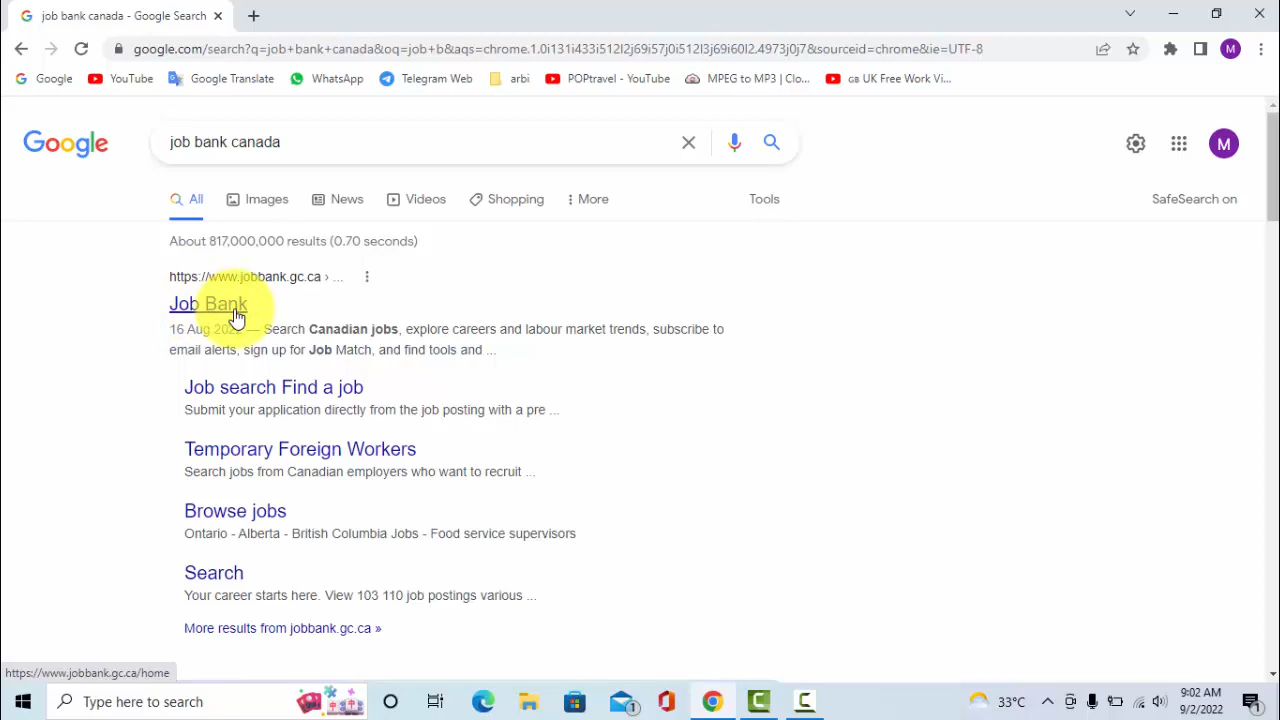 job bank canada - Google Search
google.com/search?q=job+bank+canada&oq=job+b&aqs=chrome.1.0i131i433i512l2j69i57j0i512l3j69i60l2.4973j0j7&sourceid=chrome&ie=UTF-8
M
Google YouTube Google Translate WhatsApp Telegram Web arbi POPtravel - YouTube MPEG to MP3 | Clo... GB UK Free Work Vi...
Google job bank canada M
All Images News Videos Shopping More Tools SafeSearch on
About 817,000,000 results (0.70 seconds)
https://www.jobbank.gc.ca › ...
Job Bank
16 Aug 2022 — Search Canadian jobs, explore careers and labour market trends, subscribe to
email alerts, sign up for Job Match, and find tools and ...
Job search Find a job
Submit your application directly from the job posting with a pre ...
Temporary Foreign Workers
Search jobs from Canadian employers who want to recruit ...
Browse jobs
Ontario - Alberta - British Columbia Jobs - Food service supervisors
Search
Your career starts here. View 103 110 job postings various ...
More results from jobbank.gc.ca »
https://www.jobbank.gc.ca/home
Type here to search 1 33°C 9:02 AM
9/2/2022 1